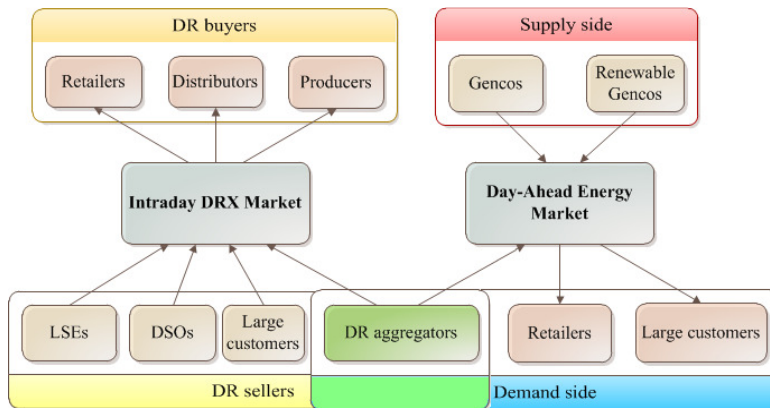 DR buyers
Retailers
Distributors
Producers
Supply side
Gencos
Renewable
Gencos
Intraday DRX Market
Day-Ahead Energy
Market
LSEs
DSOs
Large
customers
DR aggregators
Retailers
Large customers
DR sellers
Demand side